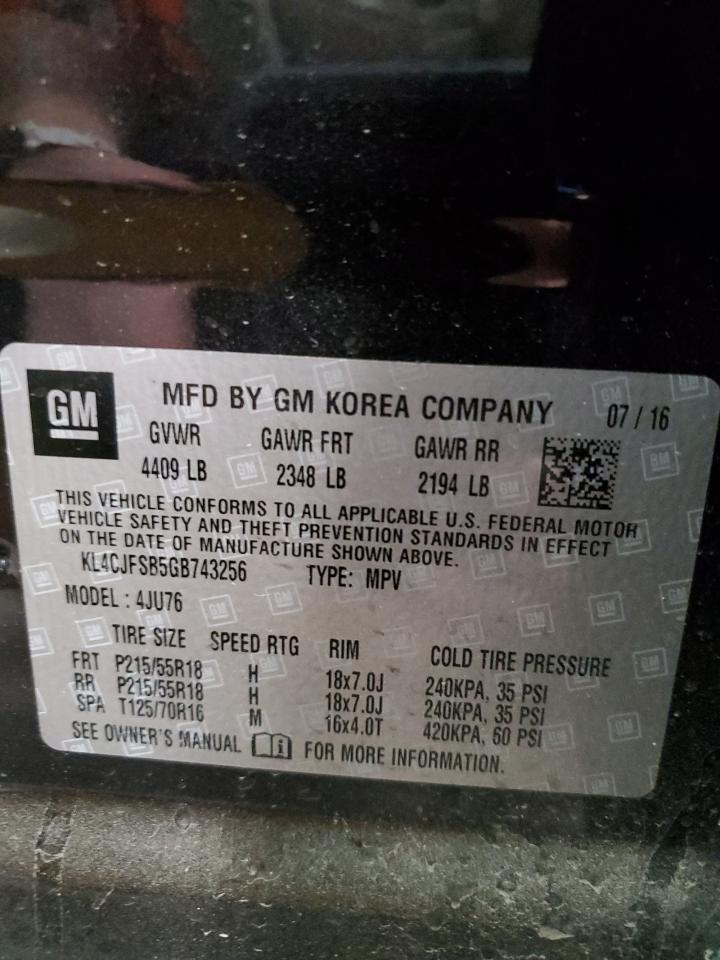 GM
MFD BY GM KOREA COMPANY 07 / 16
GVWR GAWR FRT GAWR RR
4409 LB 2348 LB 2194 LB
THIS VEHICLE CONFORMS TO ALL APPLICABLE U.S. FEDERAL MOTOR
VEHICLE SAFETY AND THEFT PREVENTION STANDARDS IN EFFECT
ON THE DATE OF MANUFACTURE SHOWN ABOVE.
KL4CJFSB5GB743256 TYPE: MPV
MODEL : 4JU76
TIRE SIZE SPEED RTG RIM COLD TIRE PRESSURE
FRT P215/55R18 H 18x7.0J 240KPA, 35 PSI
RR P215/55R18 H 18x7.0J 240KPA, 35 PSI
SPA T125/70R16 M 16x4.0T 420KPA, 60 PSI
SEE OWNER'S MANUAL FOR MORE INFORMATION.